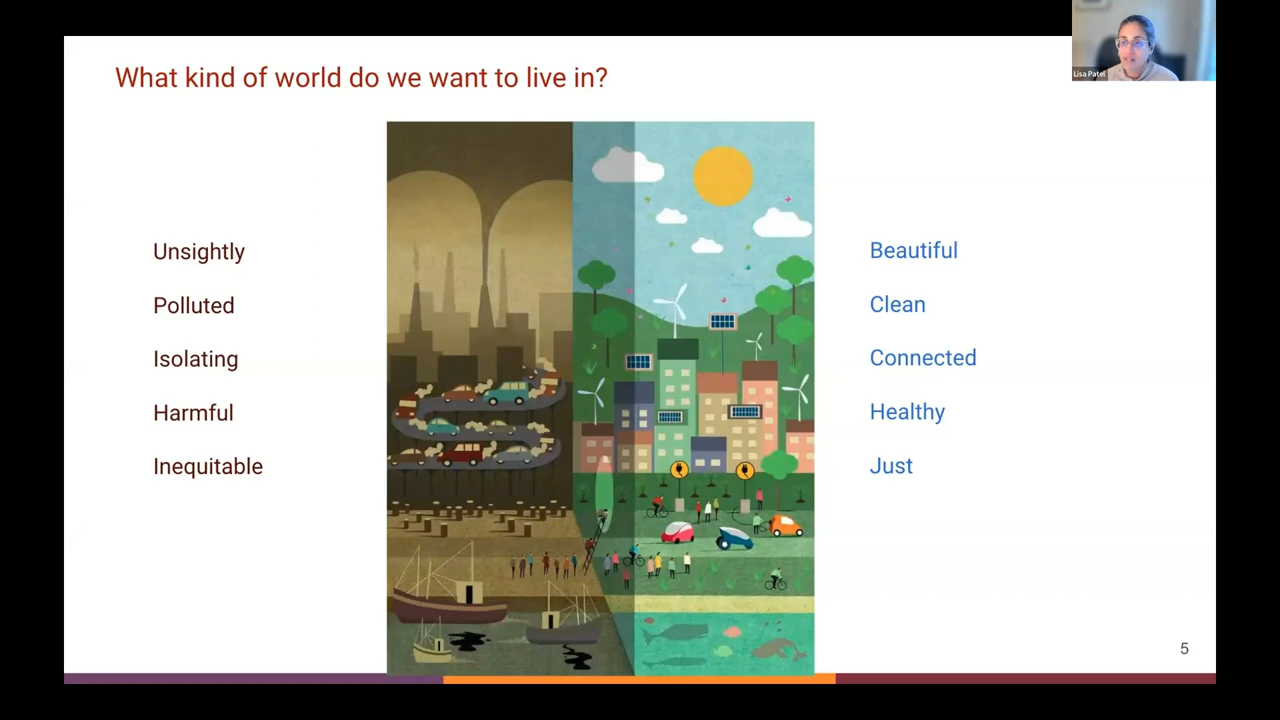 What kind of world do we want to live in?
Lisa Patel
Unsightly
Polluted
Isolating
Harmful
Inequitable
Beautiful
Clean
Connected
Healthy
Just
5